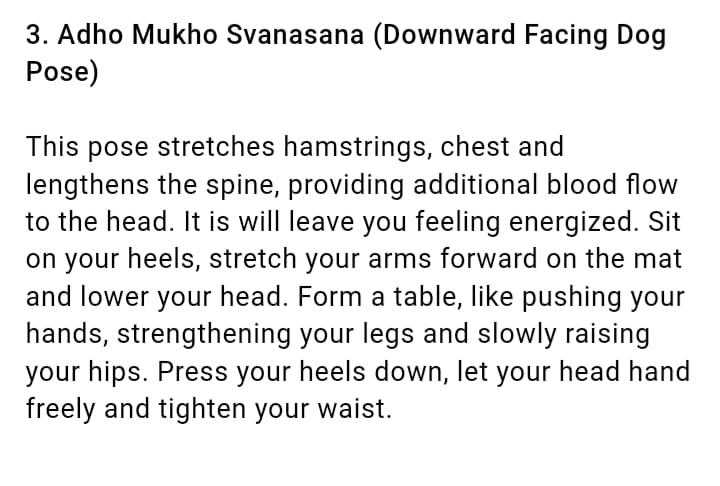 3. Adho Mukho Svanasana (Downward Facing Dog
Pose)
This pose stretches hamstrings, chest and
lengthens the spine, providing additional blood flow
to the head. It is will leave you feeling energized. Sit
on your heels, stretch your arms forward on the mat
and lower your head. Form a table, like pushing your
hands, strengthening your legs and slowly raising
your hips. Press your heels down, let your head hand
freely and tighten your waist.